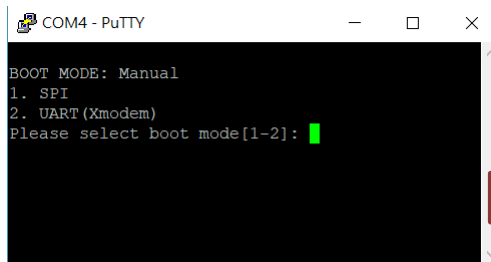 COM4 - PuTTY
BOOT MODE: Manual
1. SPI
2. UART(Xmodem)
Please select boot mode[1-2]: